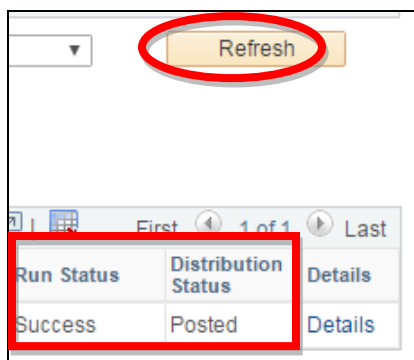 Refresh
First 1 of 1 Last
Run Status Distribution Status Details
Success Posted Details